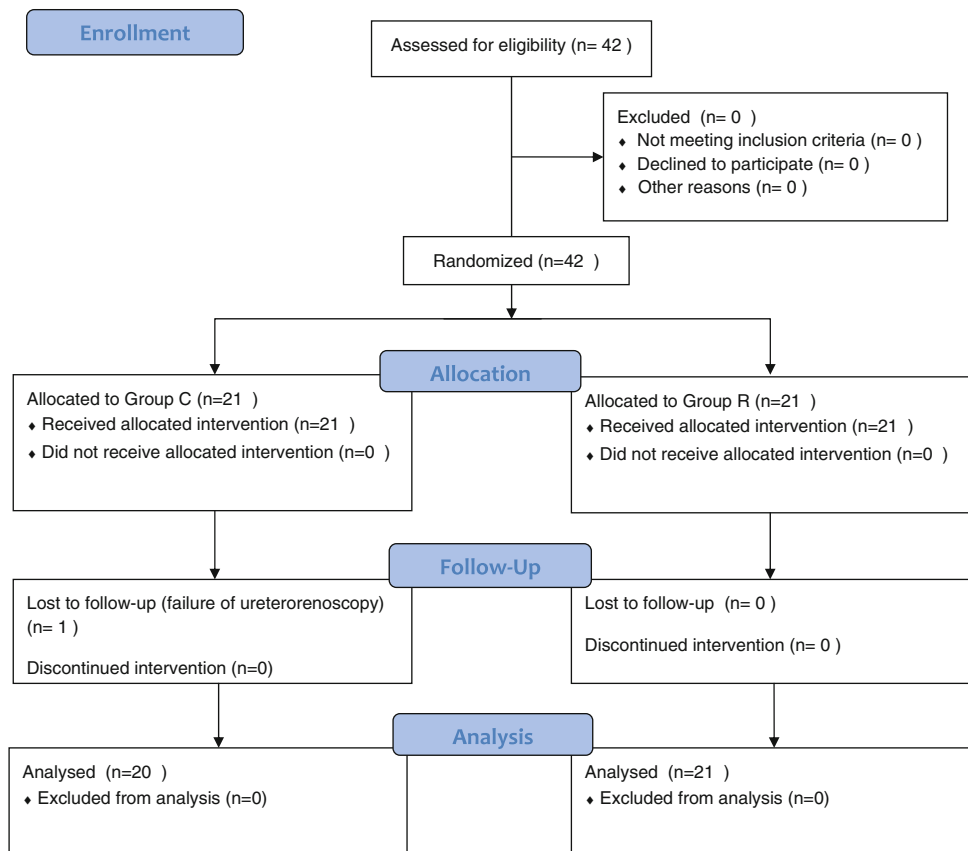 Enrollment
Assessed for eligibility (n= 42 )
Excluded (n= 0 )
♦ Not meeting inclusion criteria (n= 0 )
♦ Declined to participate (n= 0 )
♦ Other reasons (n= 0 )
Randomized (n=42 )
Allocation
Allocated to Group C (n=21 )
♦ Received allocated intervention (n=21 )
♦ Did not receive allocated intervention (n=0 )
Allocated to Group R (n=21 )
♦ Received allocated intervention (n=21 )
♦ Did not receive allocated intervention (n=0 )
Follow-Up
Lost to follow-up (failure of ureterorenoscopy)
(n= 1 )
Discontinued intervention (n=0)
Lost to follow-up (n= 0 )
Discontinued intervention (n= 0 )
Analysis
Analysed (n=20 )
♦ Excluded from analysis (n=0)
Analysed (n=21 )
♦ Excluded from analysis (n=0)